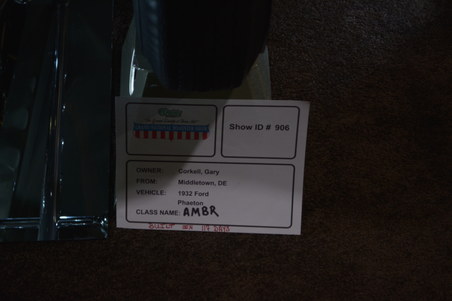 Show ID # 906
OWNER: Corkell, Gary
FROM: Middletown, DE
VEHICLE: 1932 Ford
Phaeton
CLASS NAME: AMBR